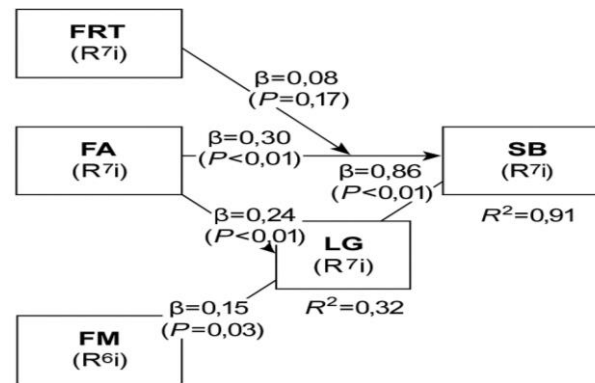 FRT
(R⁷i)
β=0,08
(P=0,17)
FA
(R⁷i)
β=0,30
(P<0,01)
β=0,86
(P<0,01)
SB
(R⁷i)
R²=0,91
β=0,24
(P<0,01)
LG
(R⁷i)
R²=0,32
β=0,15
(P=0,03)
FM
(R⁶i)